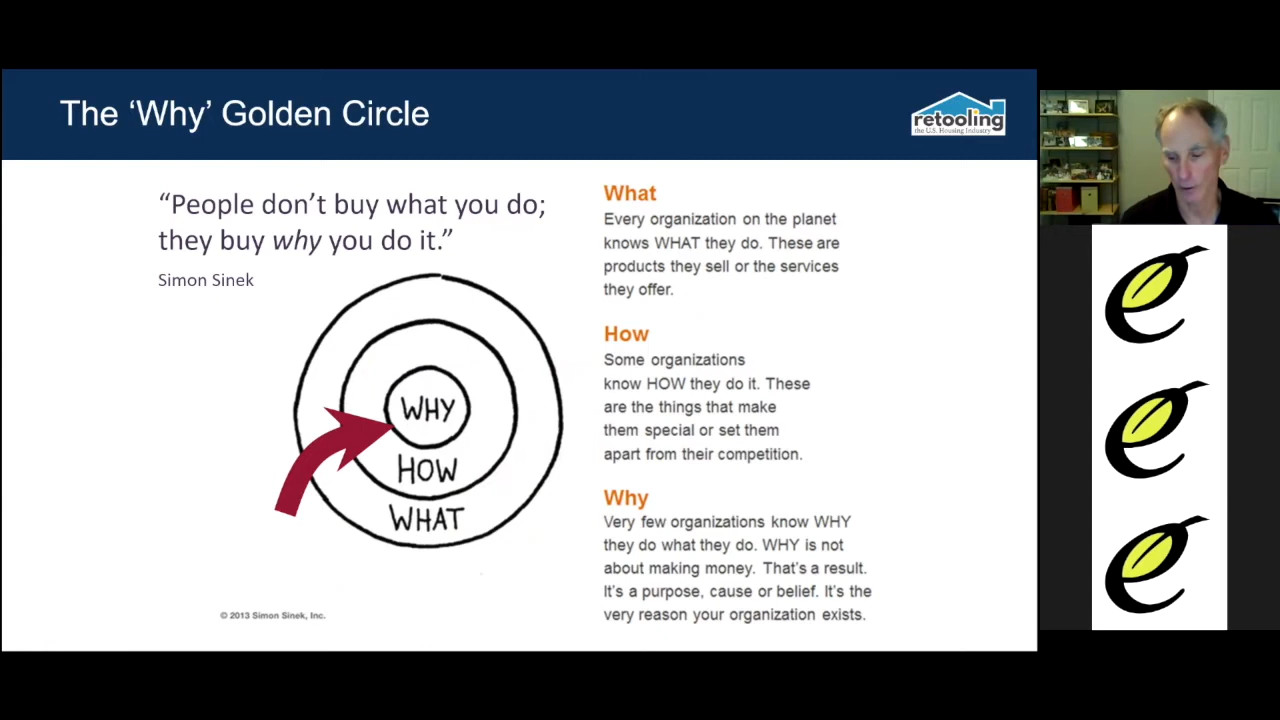 The ‘Why’ Golden Circle
retooling
the U.S. Housing Industry
“People don’t buy what you do;
they buy why you do it.”
Simon Sinek
WHY
HOW
WHAT
© 2013 Simon Sinek, Inc.
What
Every organization on the planet
knows WHAT they do. These are
products they sell or the services
they offer.
How
Some organizations
know HOW they do it. These
are the things that make
them special or set them
apart from their competition.
Why
Very few organizations know WHY
they do what they do. WHY is not
about making money. That’s a result.
It’s a purpose, cause or belief. It’s the
very reason your organization exists.